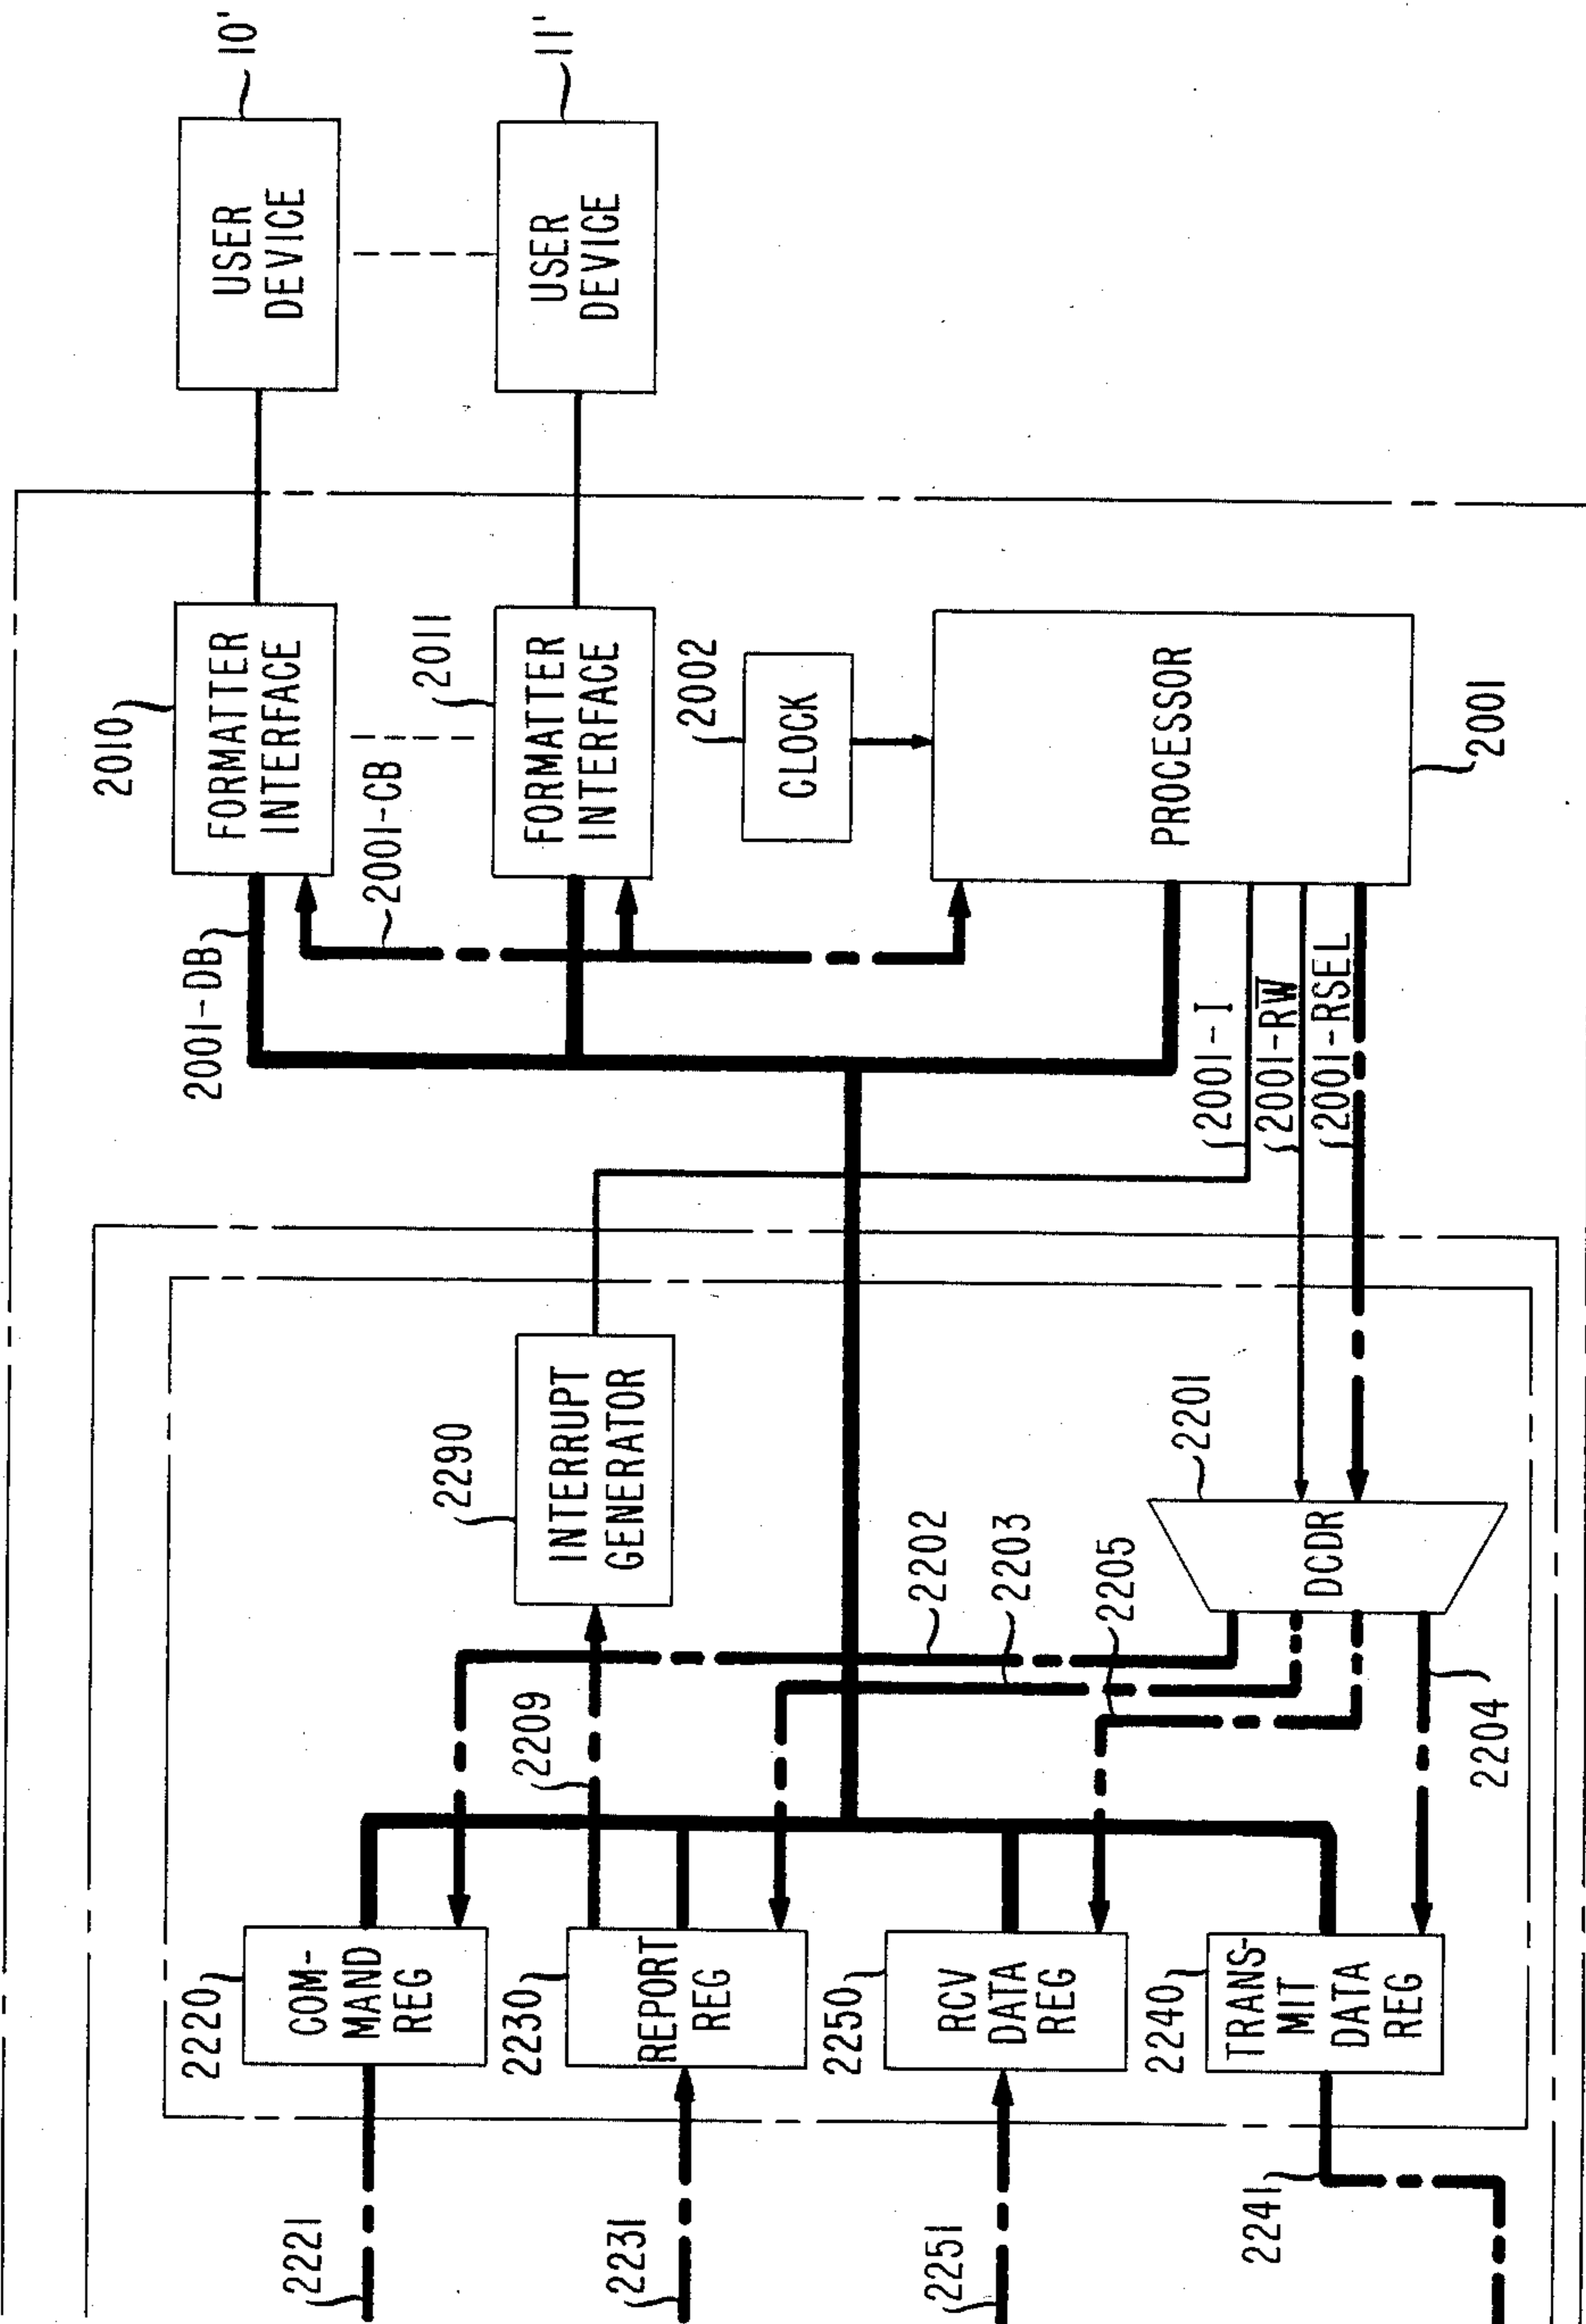 10'
USER
DEVICE
11'
USER
DEVICE
2010
FORMATTER
INTERFACE
2001-CB
2011
FORMATTER
INTERFACE
2002
CLOCK
PROCESSOR
2001
2001-DB
2001-I
2001-RW̅
2001-RSEL
2290
INTERRUPT
GENERATOR
2201
DCDR
2202
2203
2205
2204
2209
2220
COM-
MAND
REG
2230
REPORT
REG
2250
RCV
DATA
REG
2240
TRANS-
MIT
DATA
REG
2221
2231
2251
2241